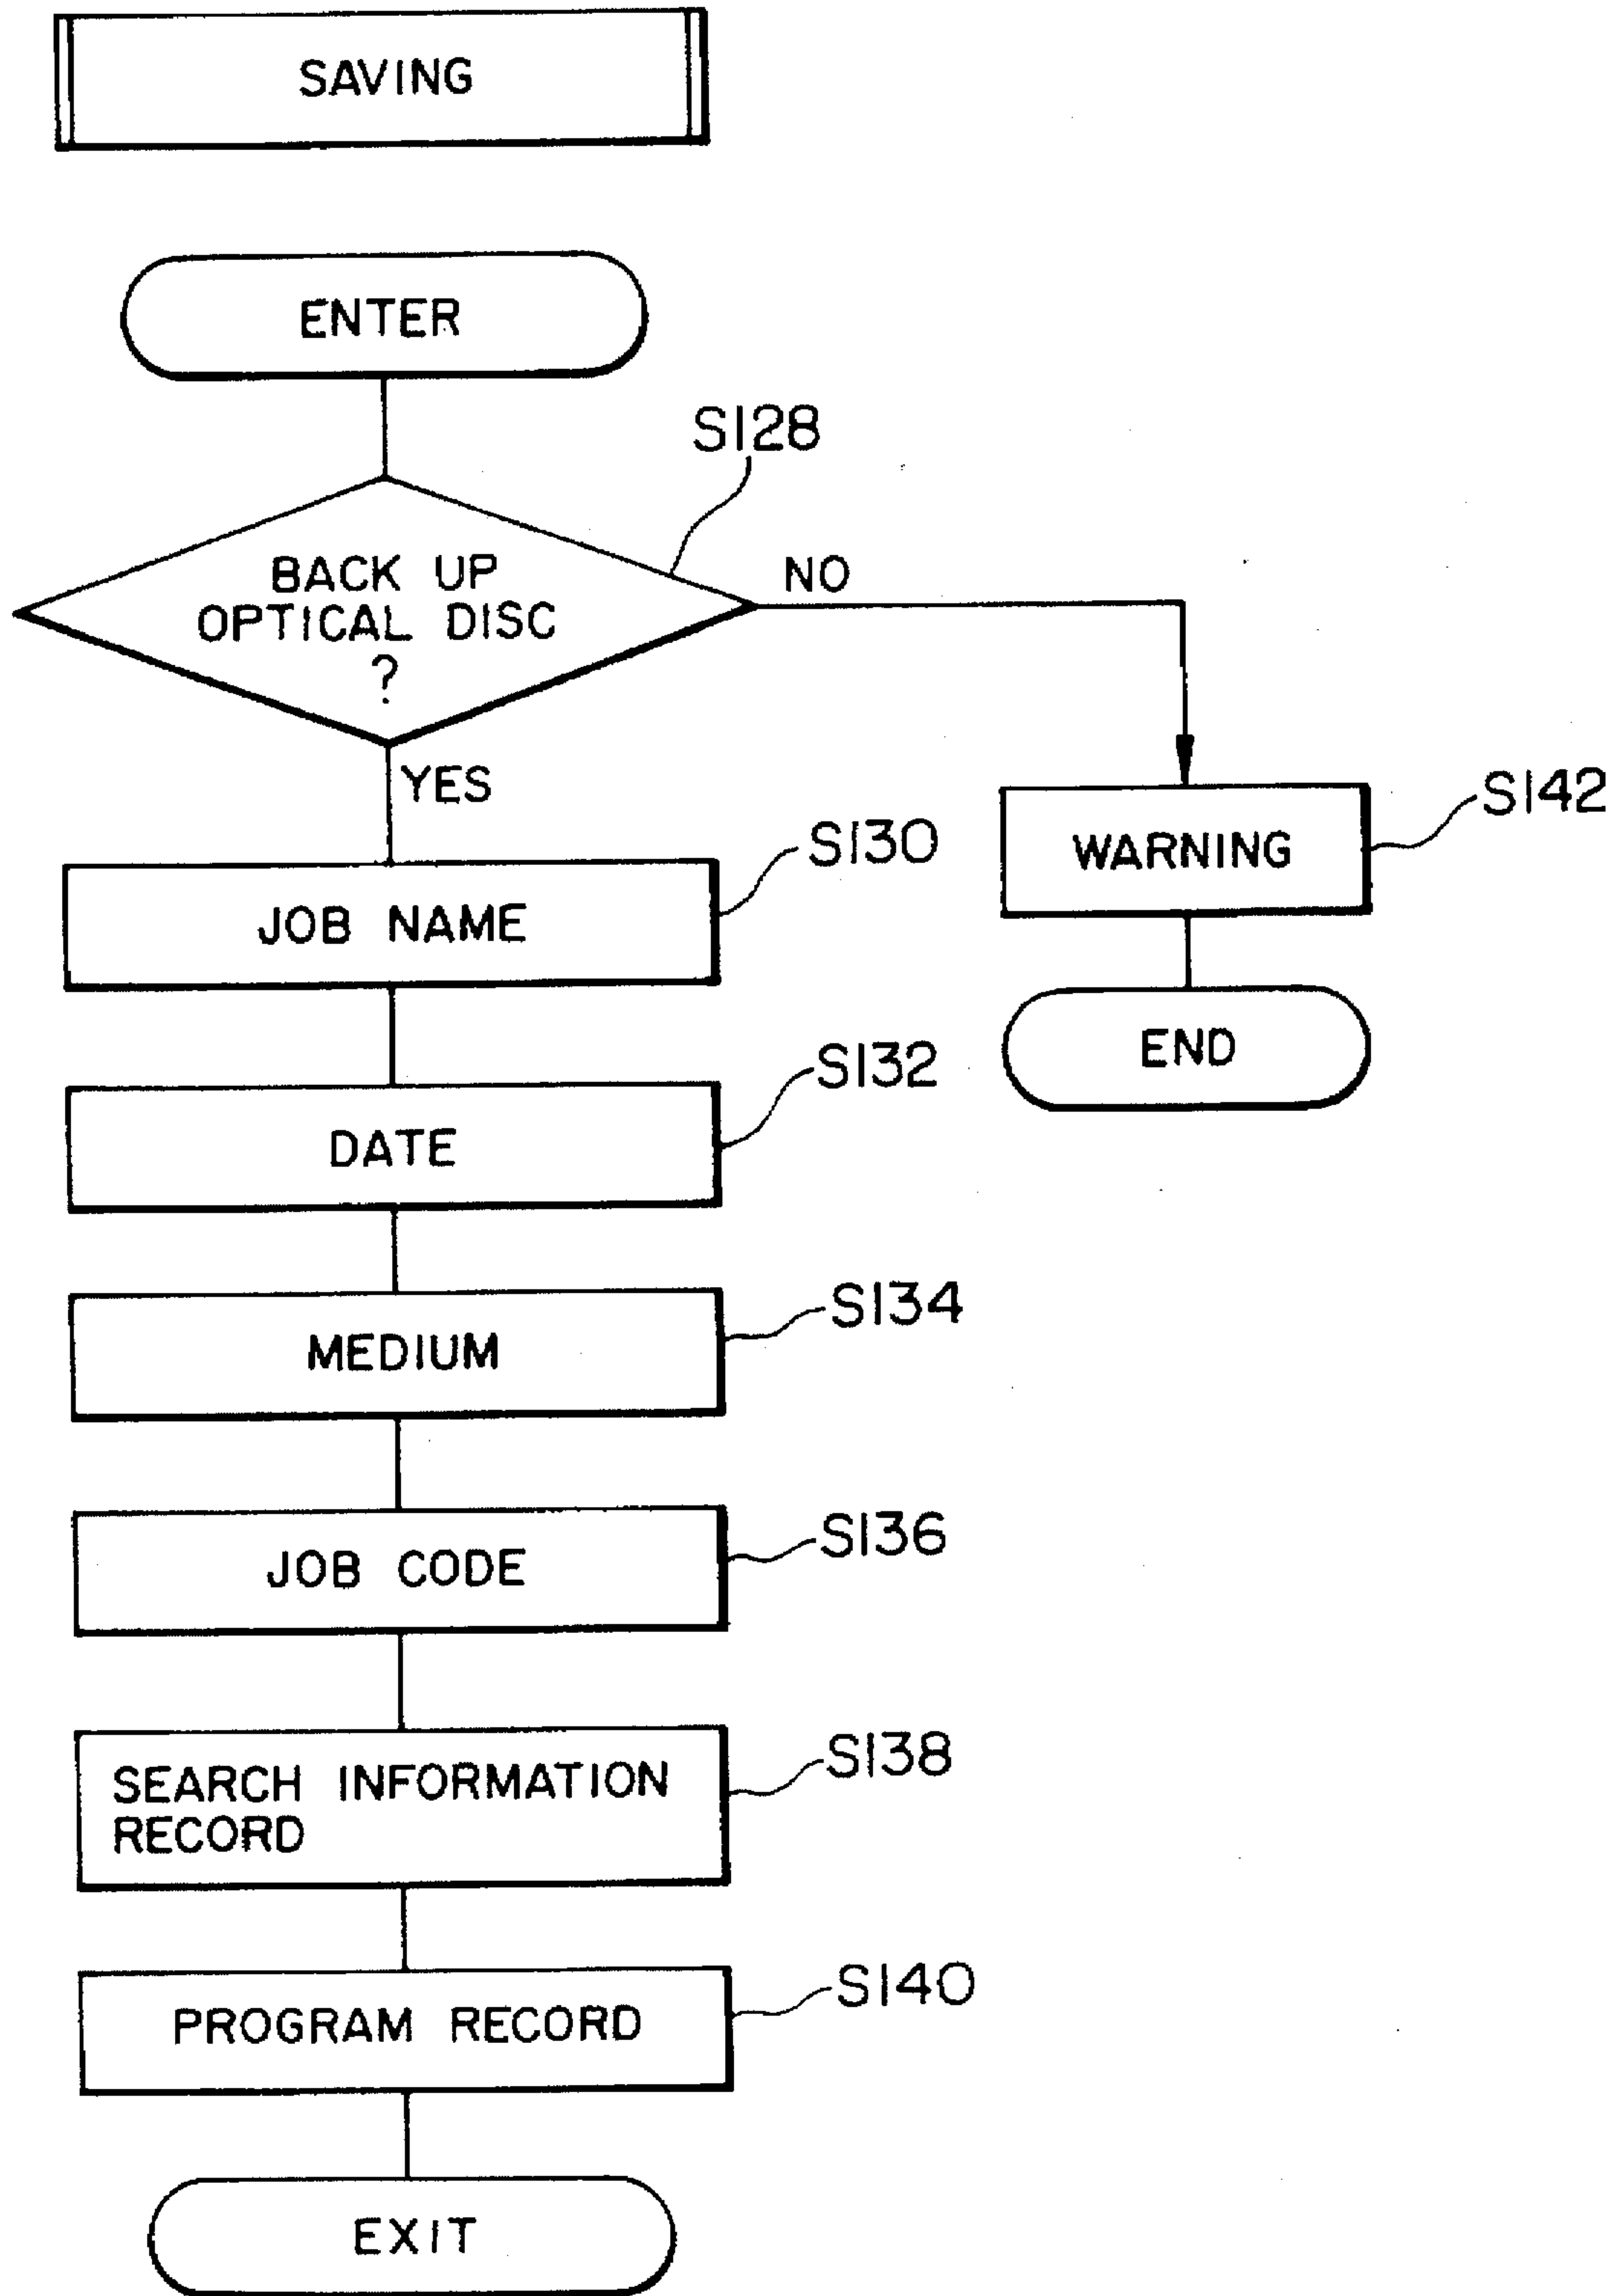 SAVING
ENTER
S128
BACK UP
OPTICAL DISC
?
NO
YES
S142
WARNING
S130
JOB NAME
END
S132
DATE
S134
MEDIUM
S136
JOB CODE
S138
SEARCH INFORMATION
RECORD
S140
PROGRAM RECORD
EXIT